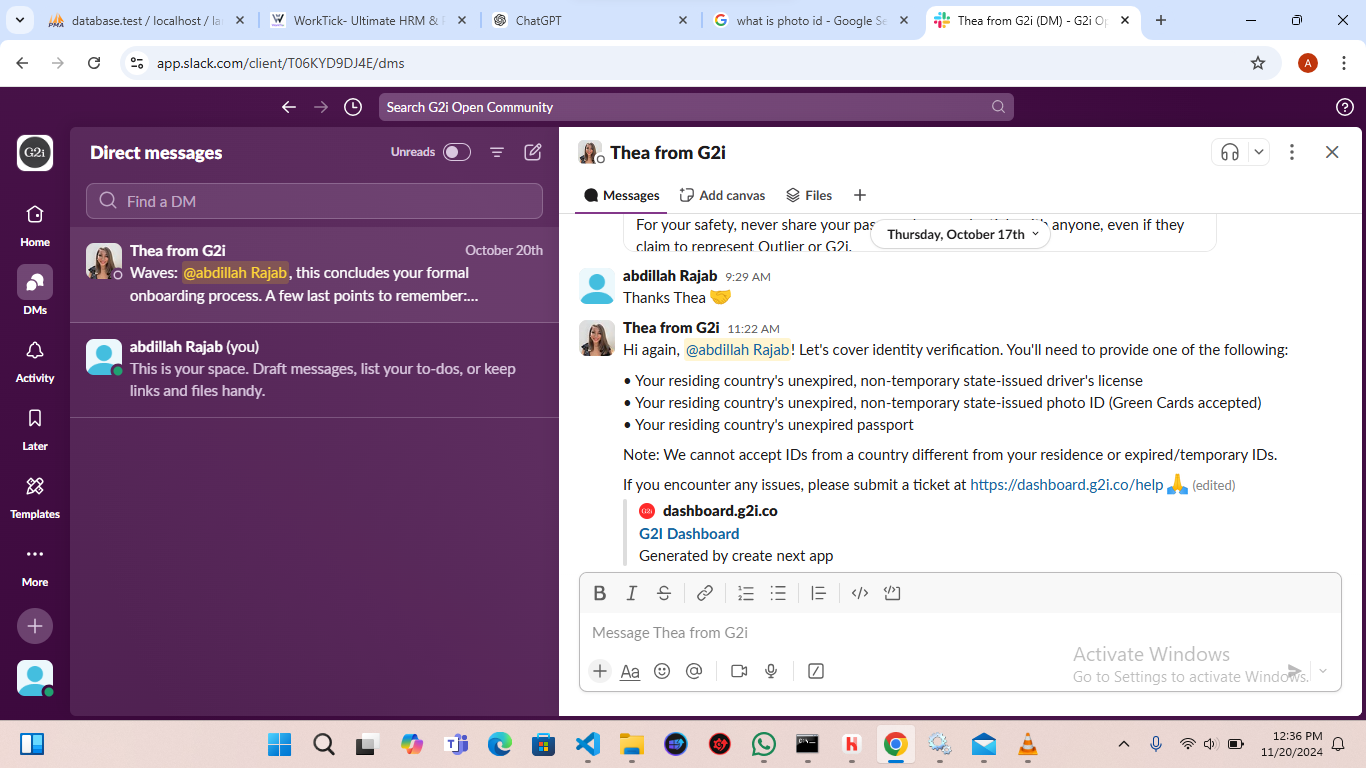 database.test / localhost / la
WorkTick- Ultimate HRM &
ChatGPT
what is photo id - Google Se
Thea from G2i (DM) - G2i Op
app.slack.com/client/T06KYD9DJ4E/dms
A
Search G2i Open Community
G2i
Home
DMs
Activity
Later
Templates
More
Direct messages
Unreads
Find a DM
Thea from G2i
October 20th
Waves: @abdillah Rajab, this concludes your formal
onboarding process. A few last points to remember:...
abdillah Rajab (you)
This is your space. Draft messages, list your to-dos, or keep
links and files handy.
Thea from G2i
Messages
Add canvas
Files
For your safety, never share your anyone, even if they
Thursday, October 17th
claim to represent Outlier or G2i.
abdillah Rajab 9:29 AM
Thanks Thea 🤝
Thea from G2i 11:22 AM
Hi again, @abdillah Rajab! Let's cover identity verification. You'll need to provide one of the following:
• Your residing country's unexpired, non-temporary state-issued driver's license
• Your residing country's unexpired, non-temporary state-issued photo ID (Green Cards accepted)
• Your residing country's unexpired passport
Note: We cannot accept IDs from a country different from your residence or expired/temporary IDs.
If you encounter any issues, please submit a ticket at https://dashboard.g2i.co/help 🙏 (edited)
dashboard.g2i.co
G2I Dashboard
Generated by create next app
Message Thea from G2i
Aa
Activate Windows
Go to Settings to activate Windows.
12:36 PM
11/20/2024